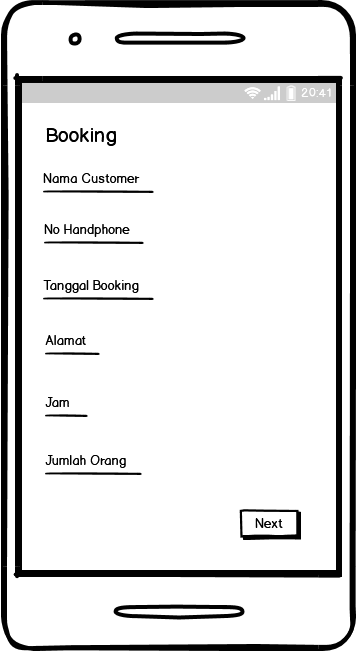 20:41
Booking
Nama Customer
No Handphone
Tanggal Booking
Alamat
Jam
Jumlah Orang
Next